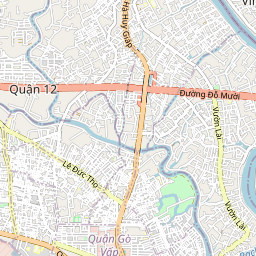 Hà Huy Giáp
Quận 12
Đường Đỗ Mười
Vườn Lài
Lê Đức Thọ
Vườn Lài
Quận Gò
Vấp